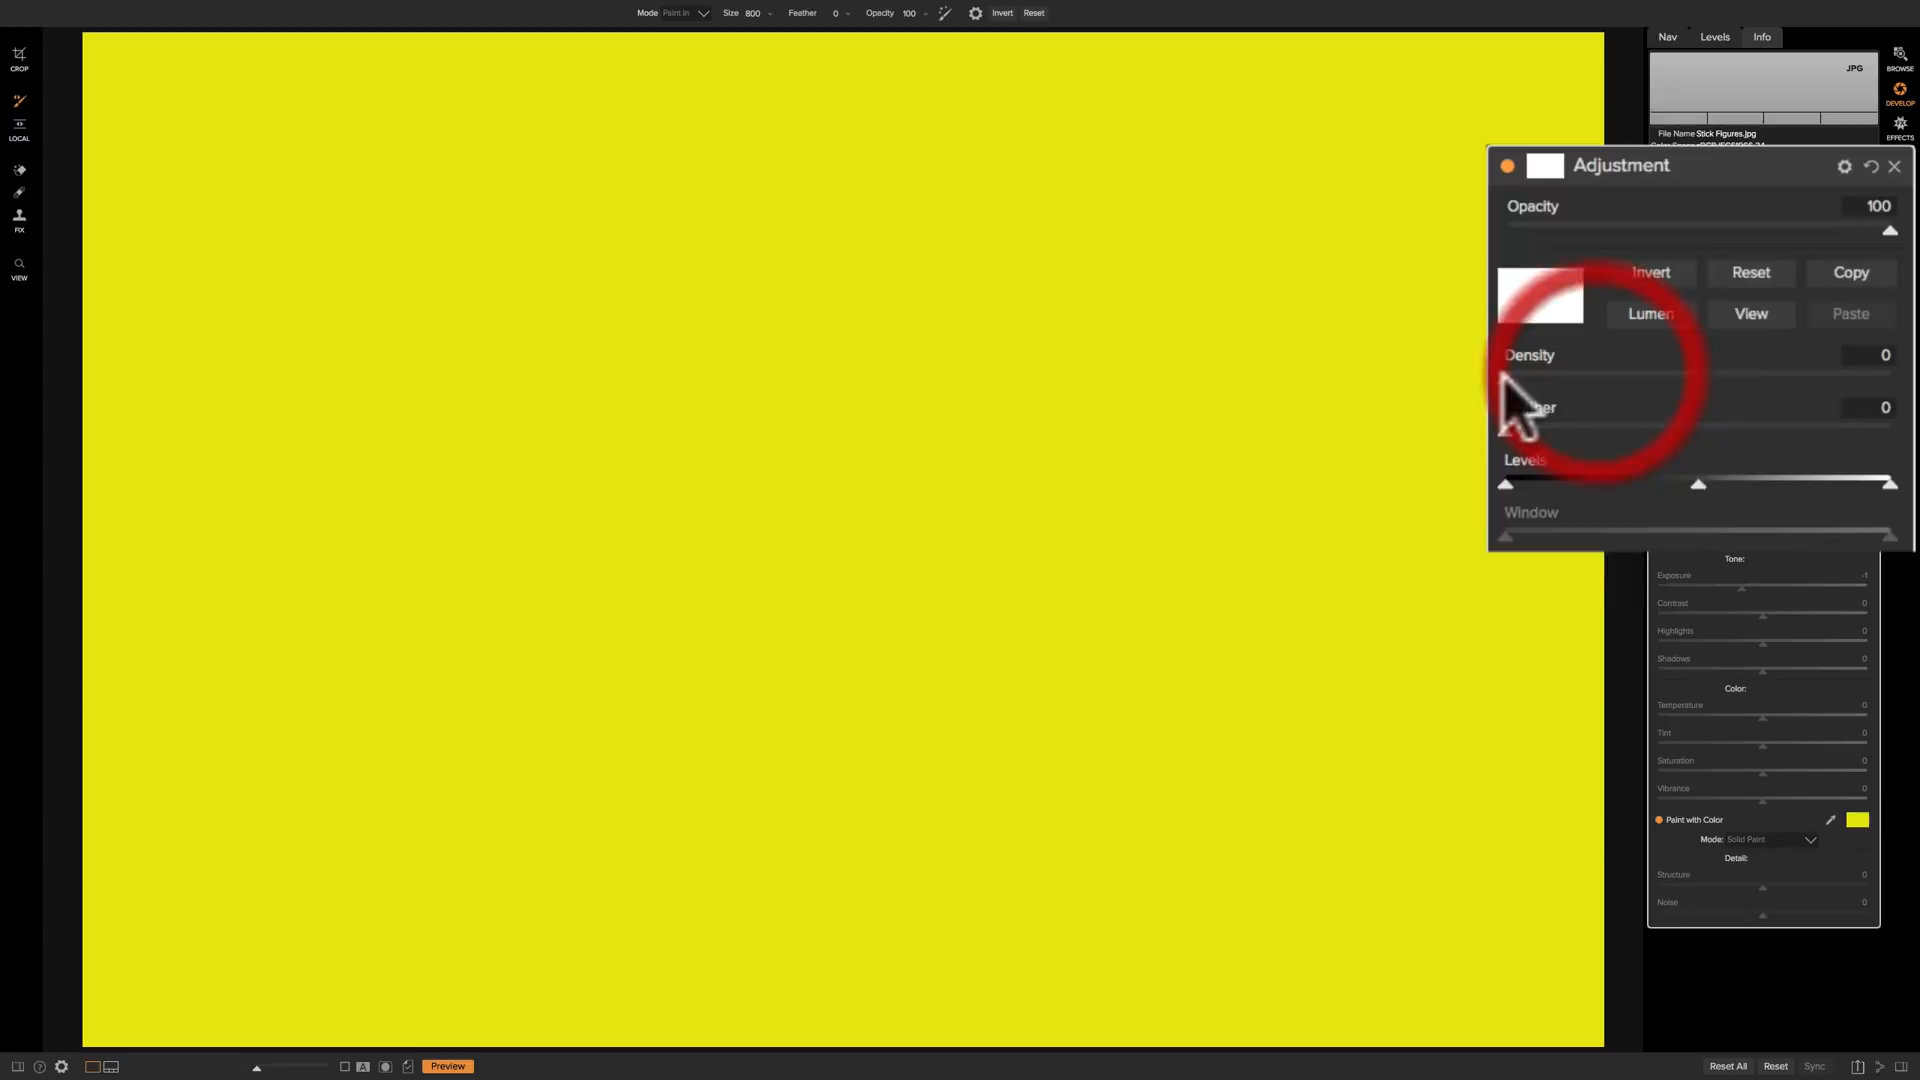 Mode Paint In Size 800 Feather 0 Opacity 100 Invert Reset
Nav Levels Info
CROP
JPG
BROWSE
DEVELOP
LOCAL
File Name Stick Figures.jpg
EFFECTS
Adjustment
Opacity 100
FIX
Invert Reset Copy
VIEW
Lumen View Paste
Density 0
0
Levels
Window
Tone:
Exposure -1
Contrast 0
Highlights 0
Shadows 0
Color:
Temperature 0
Tint 0
Saturation 0
Vibrance 0
Paint with Color
Mode: Solid Paint
Detail:
Structure 0
Noise 0
? A Preview Reset All Reset Sync